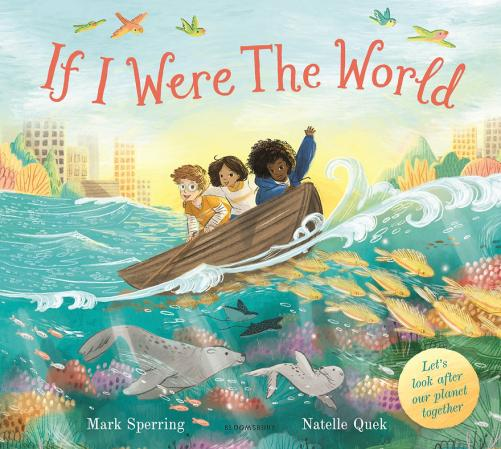 If I Were The World
Let's
look after
our planet
together
Mark Sperring
BLOOMSBURY
Natelle Quek